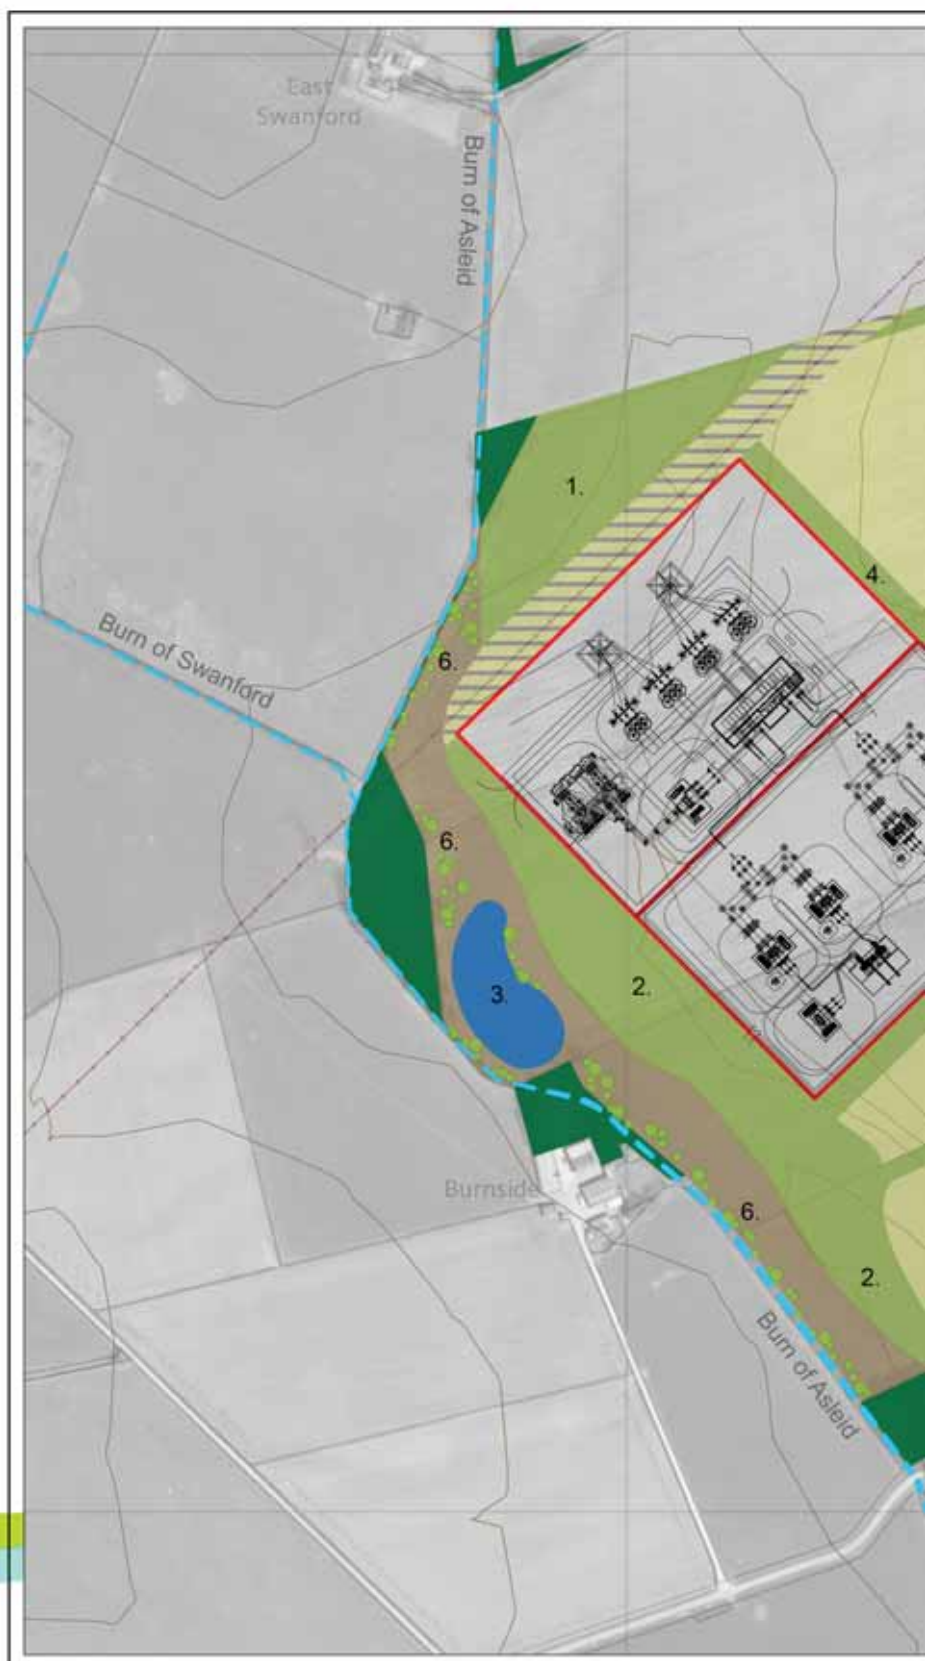 East
Swanford
Burn of Asleid
1.
4.
Burn of Swanford
6.
6.
3.
2.
Burnside
6.
2.
Burn of Asleid